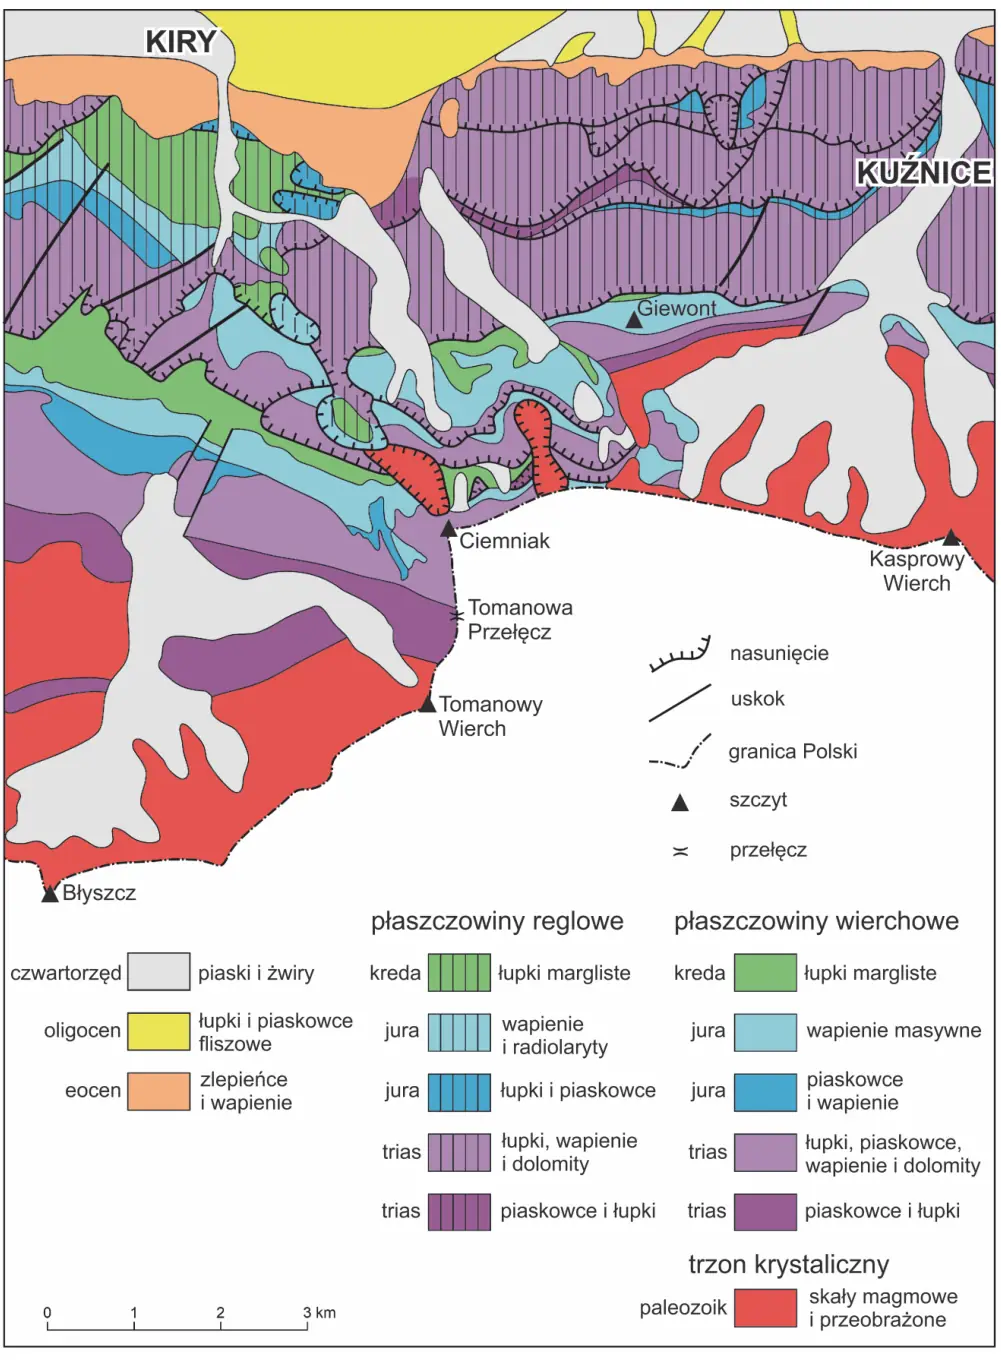 KIRY
KUŹNICE
Giewont
Ciemniak
Kasprowy
Wierch
Tomanowa
Przełęcz
Tomanowy
Wierch
Błyszcz
nasunięcie
uskok
granica Polski
szczyt
przełęcz
czwartorzęd piaski i żwiry
oligocen łupki i piaskowce
fliszowe
eocen zlepieńce
i wapienie
płaszczowiny reglowe
kreda łupki margliste
jura wapienie
i radiolaryty
jura łupki i piaskowce
trias łupki, wapienie
i dolomity
trias piaskowce i łupki
płaszczowiny wierchowe
kreda łupki margliste
jura wapienie masywne
jura piaskowce
i wapienie
trias łupki, piaskowce,
wapienie i dolomity
trias piaskowce i łupki
trzon krystaliczny
paleozoik skały magmowe
i przeobrażone
0 1 2 3 km